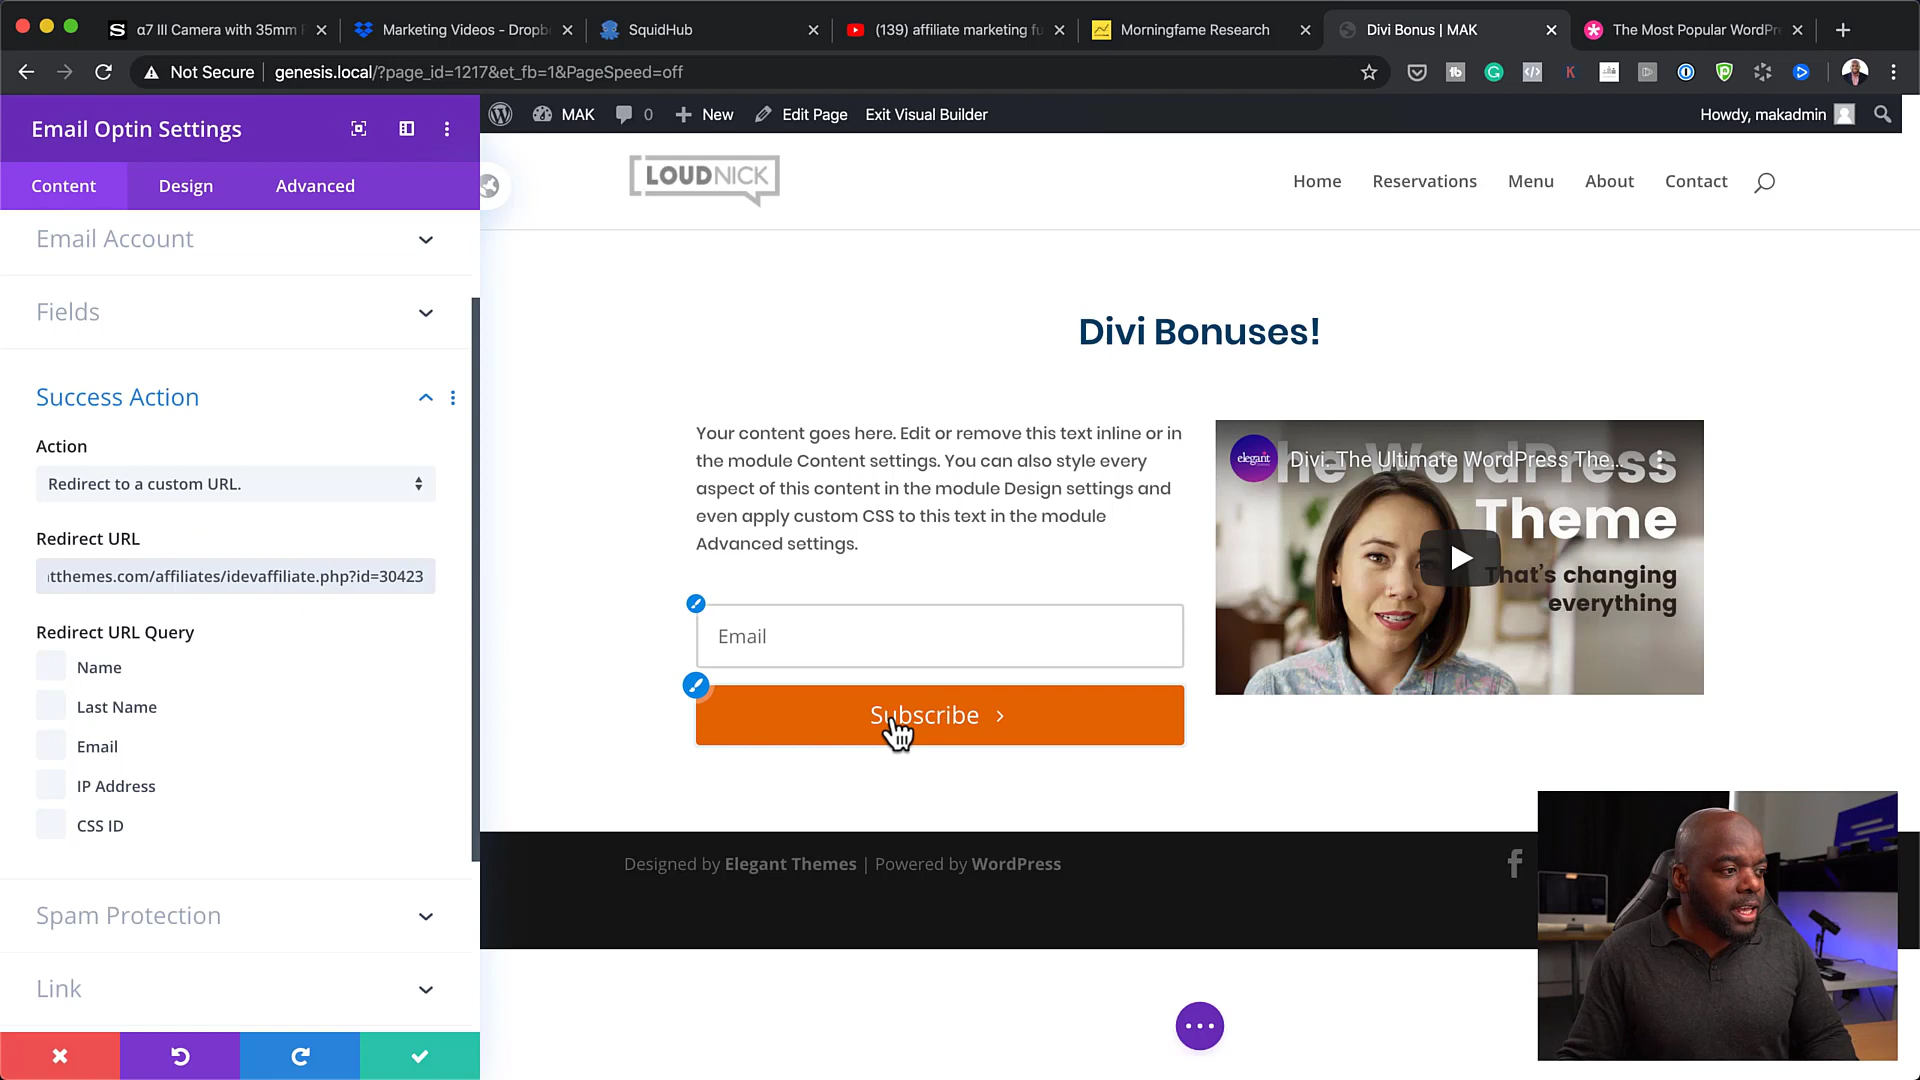 α7 III Camera with 35mm
Marketing Videos - Dropb
SquidHub
(139) affiliate marketing fu
Morningfame Research
Divi Bonus | MAK
The Most Popular WordPr
Not Secure
genesis.local/?page_id=1217&et_fb=1&PageSpeed=off
Email Optin Settings
MAK
0
New
Edit Page
Exit Visual Builder
Howdy, makadmin
Content
Design
Advanced
LOUDNICK
Home
Reservations
Menu
About
Contact
Email Account
Fields
Success Action
Action
Redirect to a custom URL.
Redirect URL
tthemes.com/affiliates/idevaffiliate.php?id=30423
Redirect URL Query
Name
Last Name
Email
IP Address
CSS ID
Spam Protection
Link
Divi Bonuses!
Your content goes here. Edit or remove this text inline or in
the module Content settings. You can also style every
aspect of this content in the module Design settings and
even apply custom CSS to this text in the module
Advanced settings.
Email
Subscribe
elegant
Divi. The Ultimate WordPress The...
he WordPress
Theme
That's changing
everything
Designed by Elegant Themes | Powered by WordPress